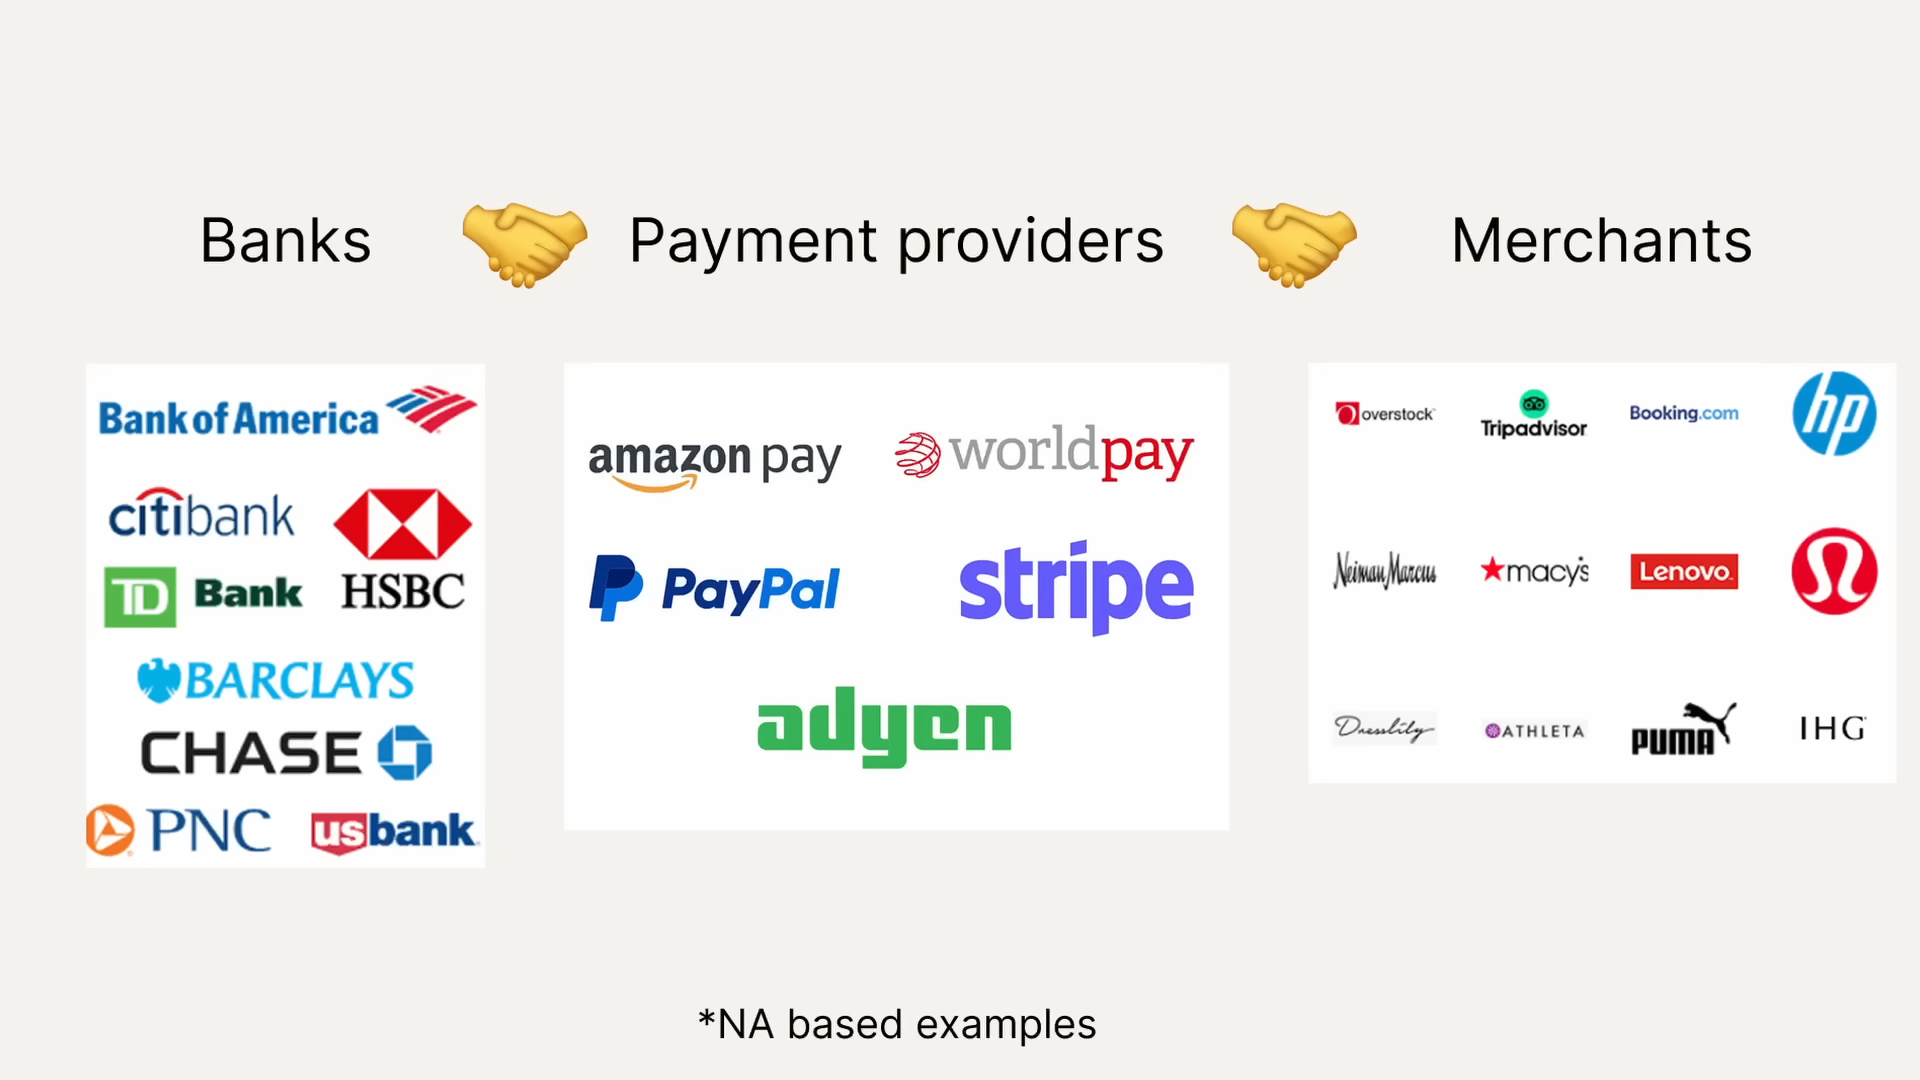 Banks
Payment providers
Merchants
Bank of America
citibank
HSBC
TD Bank
BARCLAYS
CHASE
PNC
usbank
amazon pay
worldpay
PayPal
stripe
adyen
overstock
Tripadvisor
Booking.com
hp
Neiman Marcus
macy's
Lenovo
Dresslily
ATHLETA
PUMA
IHG
*NA based examples